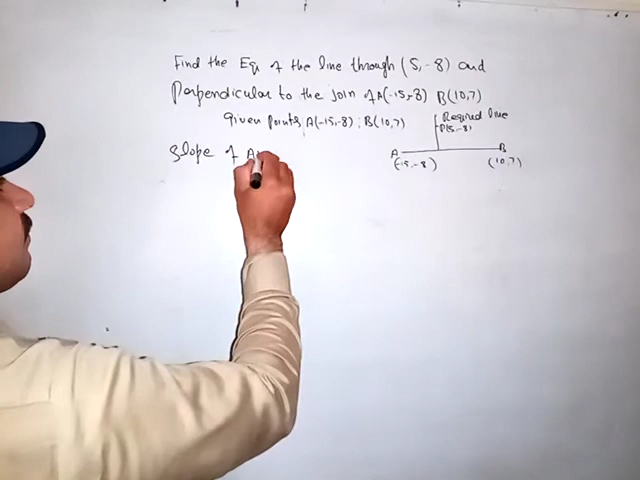 Find the Eq of the line through (5,-8) and
Perpendicular to the join of A(-15,-8) B(10,7)
Given points, A(-15,-8) ; B(10,7)
Required line
P(5,-8)
Slope of A
A B
(-15,-8) (10,7)